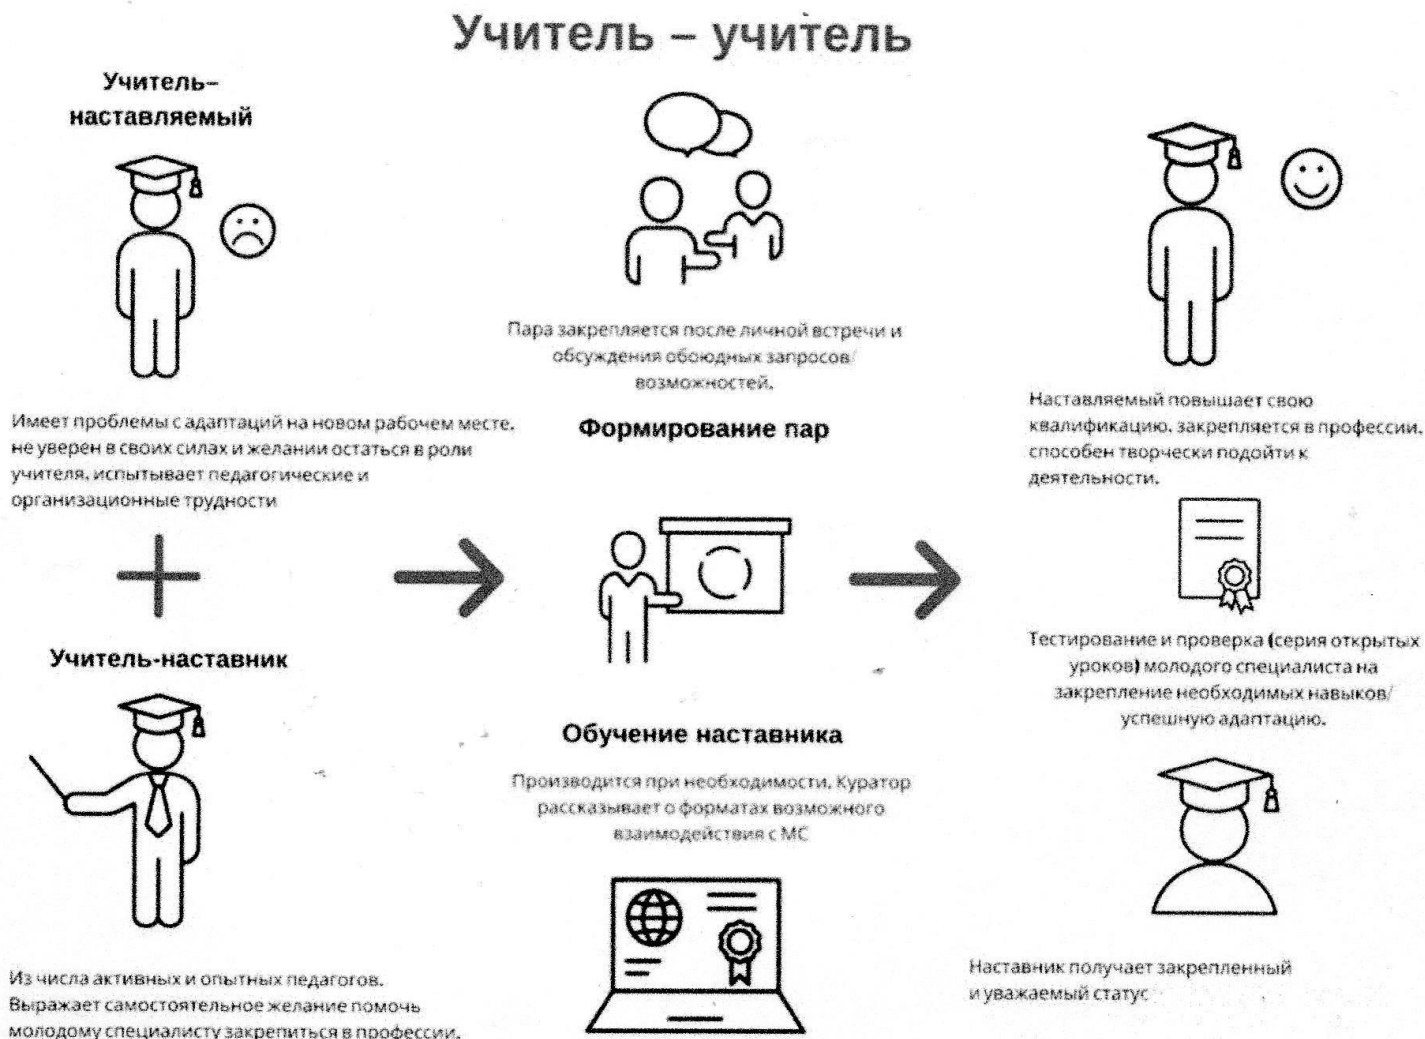 Учитель – учитель
Учитель–
наставляемый
Имеет проблемы с адаптаций на новом рабочем месте.
не уверен в своих силах и желании остаться в роли
учителя, испытывает педагогические и
организационные трудности
Учитель-наставник
Из числа активных и опытных педагогов.
Выражает самостоятельное желание помочь
молодому специалисту закрепиться в профессии.
Пара закрепляется после личной встречи и
обсуждения обоюдных запросов/
возможностей.
Формирование пар
Обучение наставника
Производится при необходимости. Куратор
рассказывает о форматах возможного
взаимодействия с МС
Наставляемый повышает свою
квалификацию, закрепляется в профессии,
способен творчески подойти к
деятельности.
Тестирование и проверка (серия открытых
уроков) молодого специалиста на
закрепление необходимых навыков/
успешную адаптацию.
Наставник получает закрепленный
и уважаемый статус